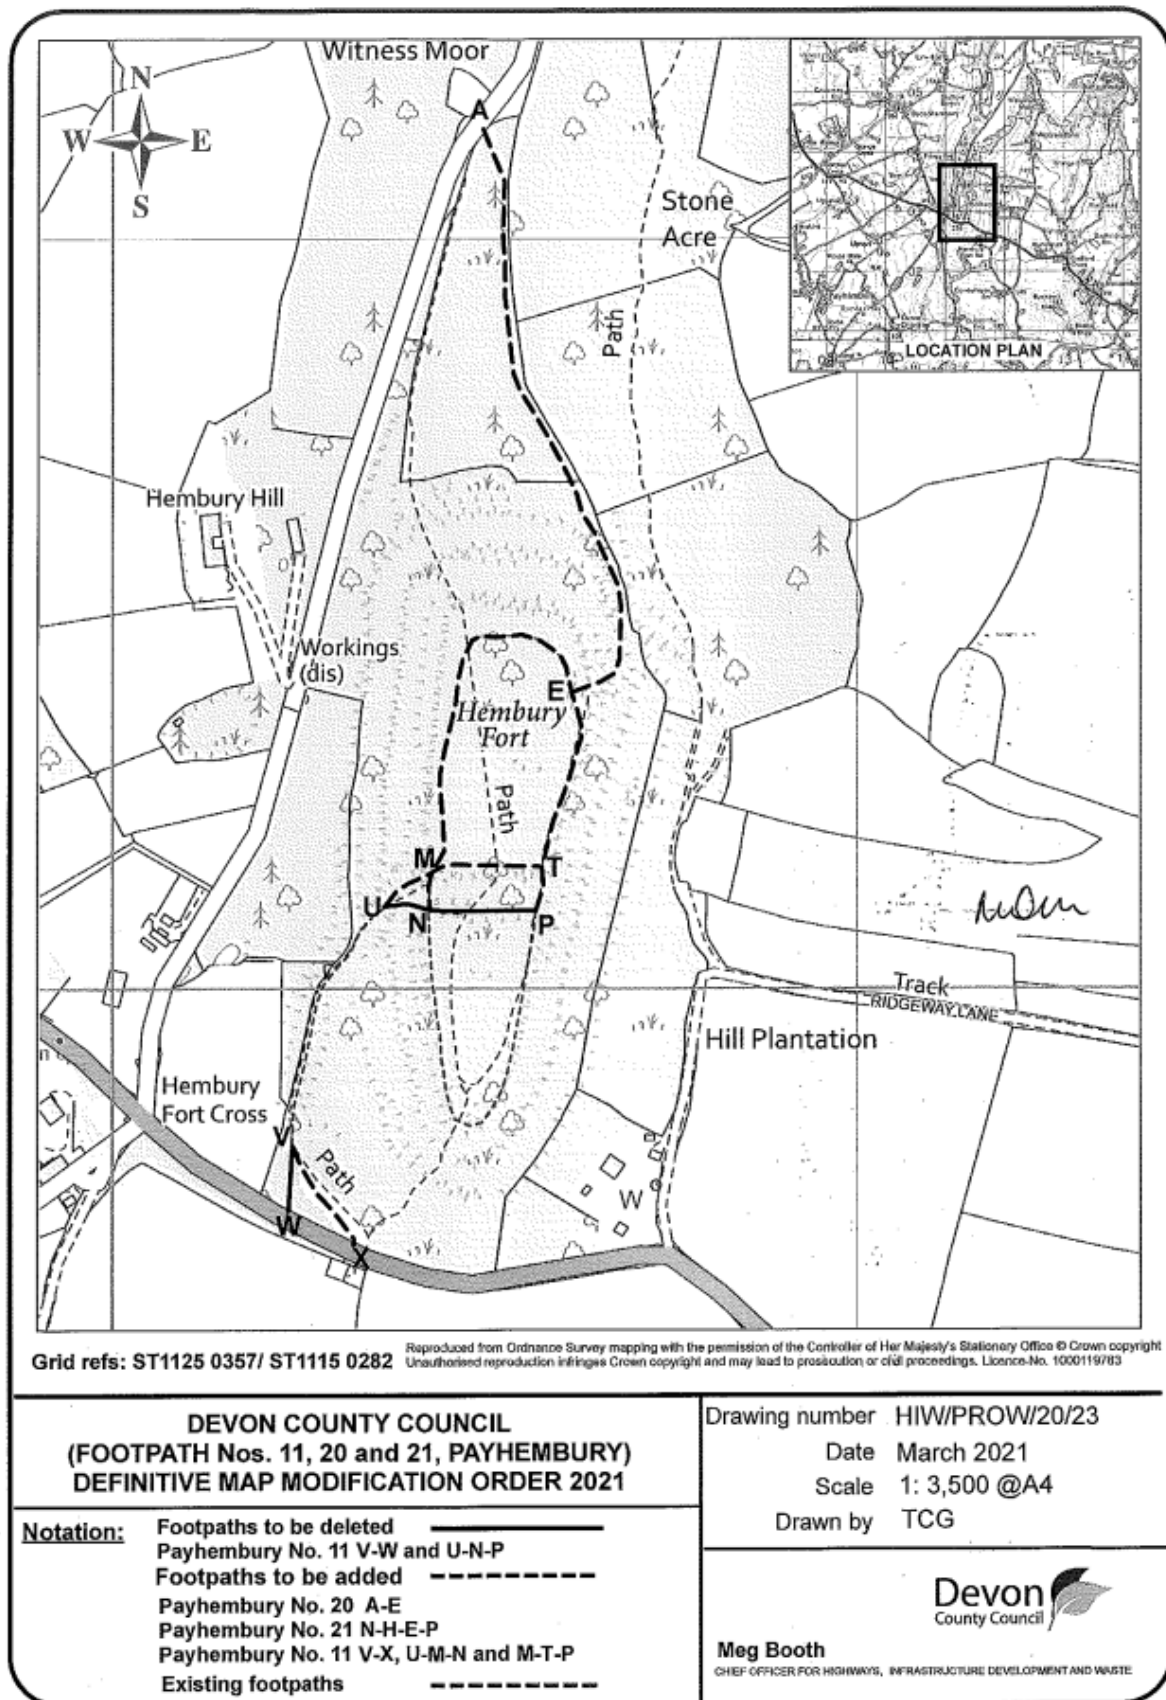 Witness Moor
N
W E
S
A
Stone
Acre
Path
LOCATION PLAN
Hembury Hill
Workings
(dis)
E
Hembury
Fort
Path
M
T
U
N
P
Track
RIDGEWAY LANE
Hill Plantation
Hembury
Fort Cross
V
Path
W
W
X
Grid refs: ST1125 0357/ ST1115 0282
Reproduced from Ordnance Survey mapping with the permission of the Controller of Her Majesty's Stationery Office © Crown copyright
Unauthorised reproduction infringes Crown copyright and may lead to prosecution or civil proceedings. Licence No. 1000119783
DEVON COUNTY COUNCIL
(FOOTPATH Nos. 11, 20 and 21, PAYHEMBURY)
DEFINITIVE MAP MODIFICATION ORDER 2021
Drawing number HIW/PROW/20/23
Date March 2021
Scale 1: 3,500 @A4
Drawn by TCG
Notation:
Footpaths to be deleted
Payhembury No. 11 V-W and U-N-P
Footpaths to be added
Payhembury No. 20 A-E
Payhembury No. 21 N-H-E-P
Payhembury No. 11 V-X, U-M-N and M-T-P
Existing footpaths
Devon
County Council
Meg Booth
CHIEF OFFICER FOR HIGHWAYS, INFRASTRUCTURE DEVELOPMENT AND WASTE